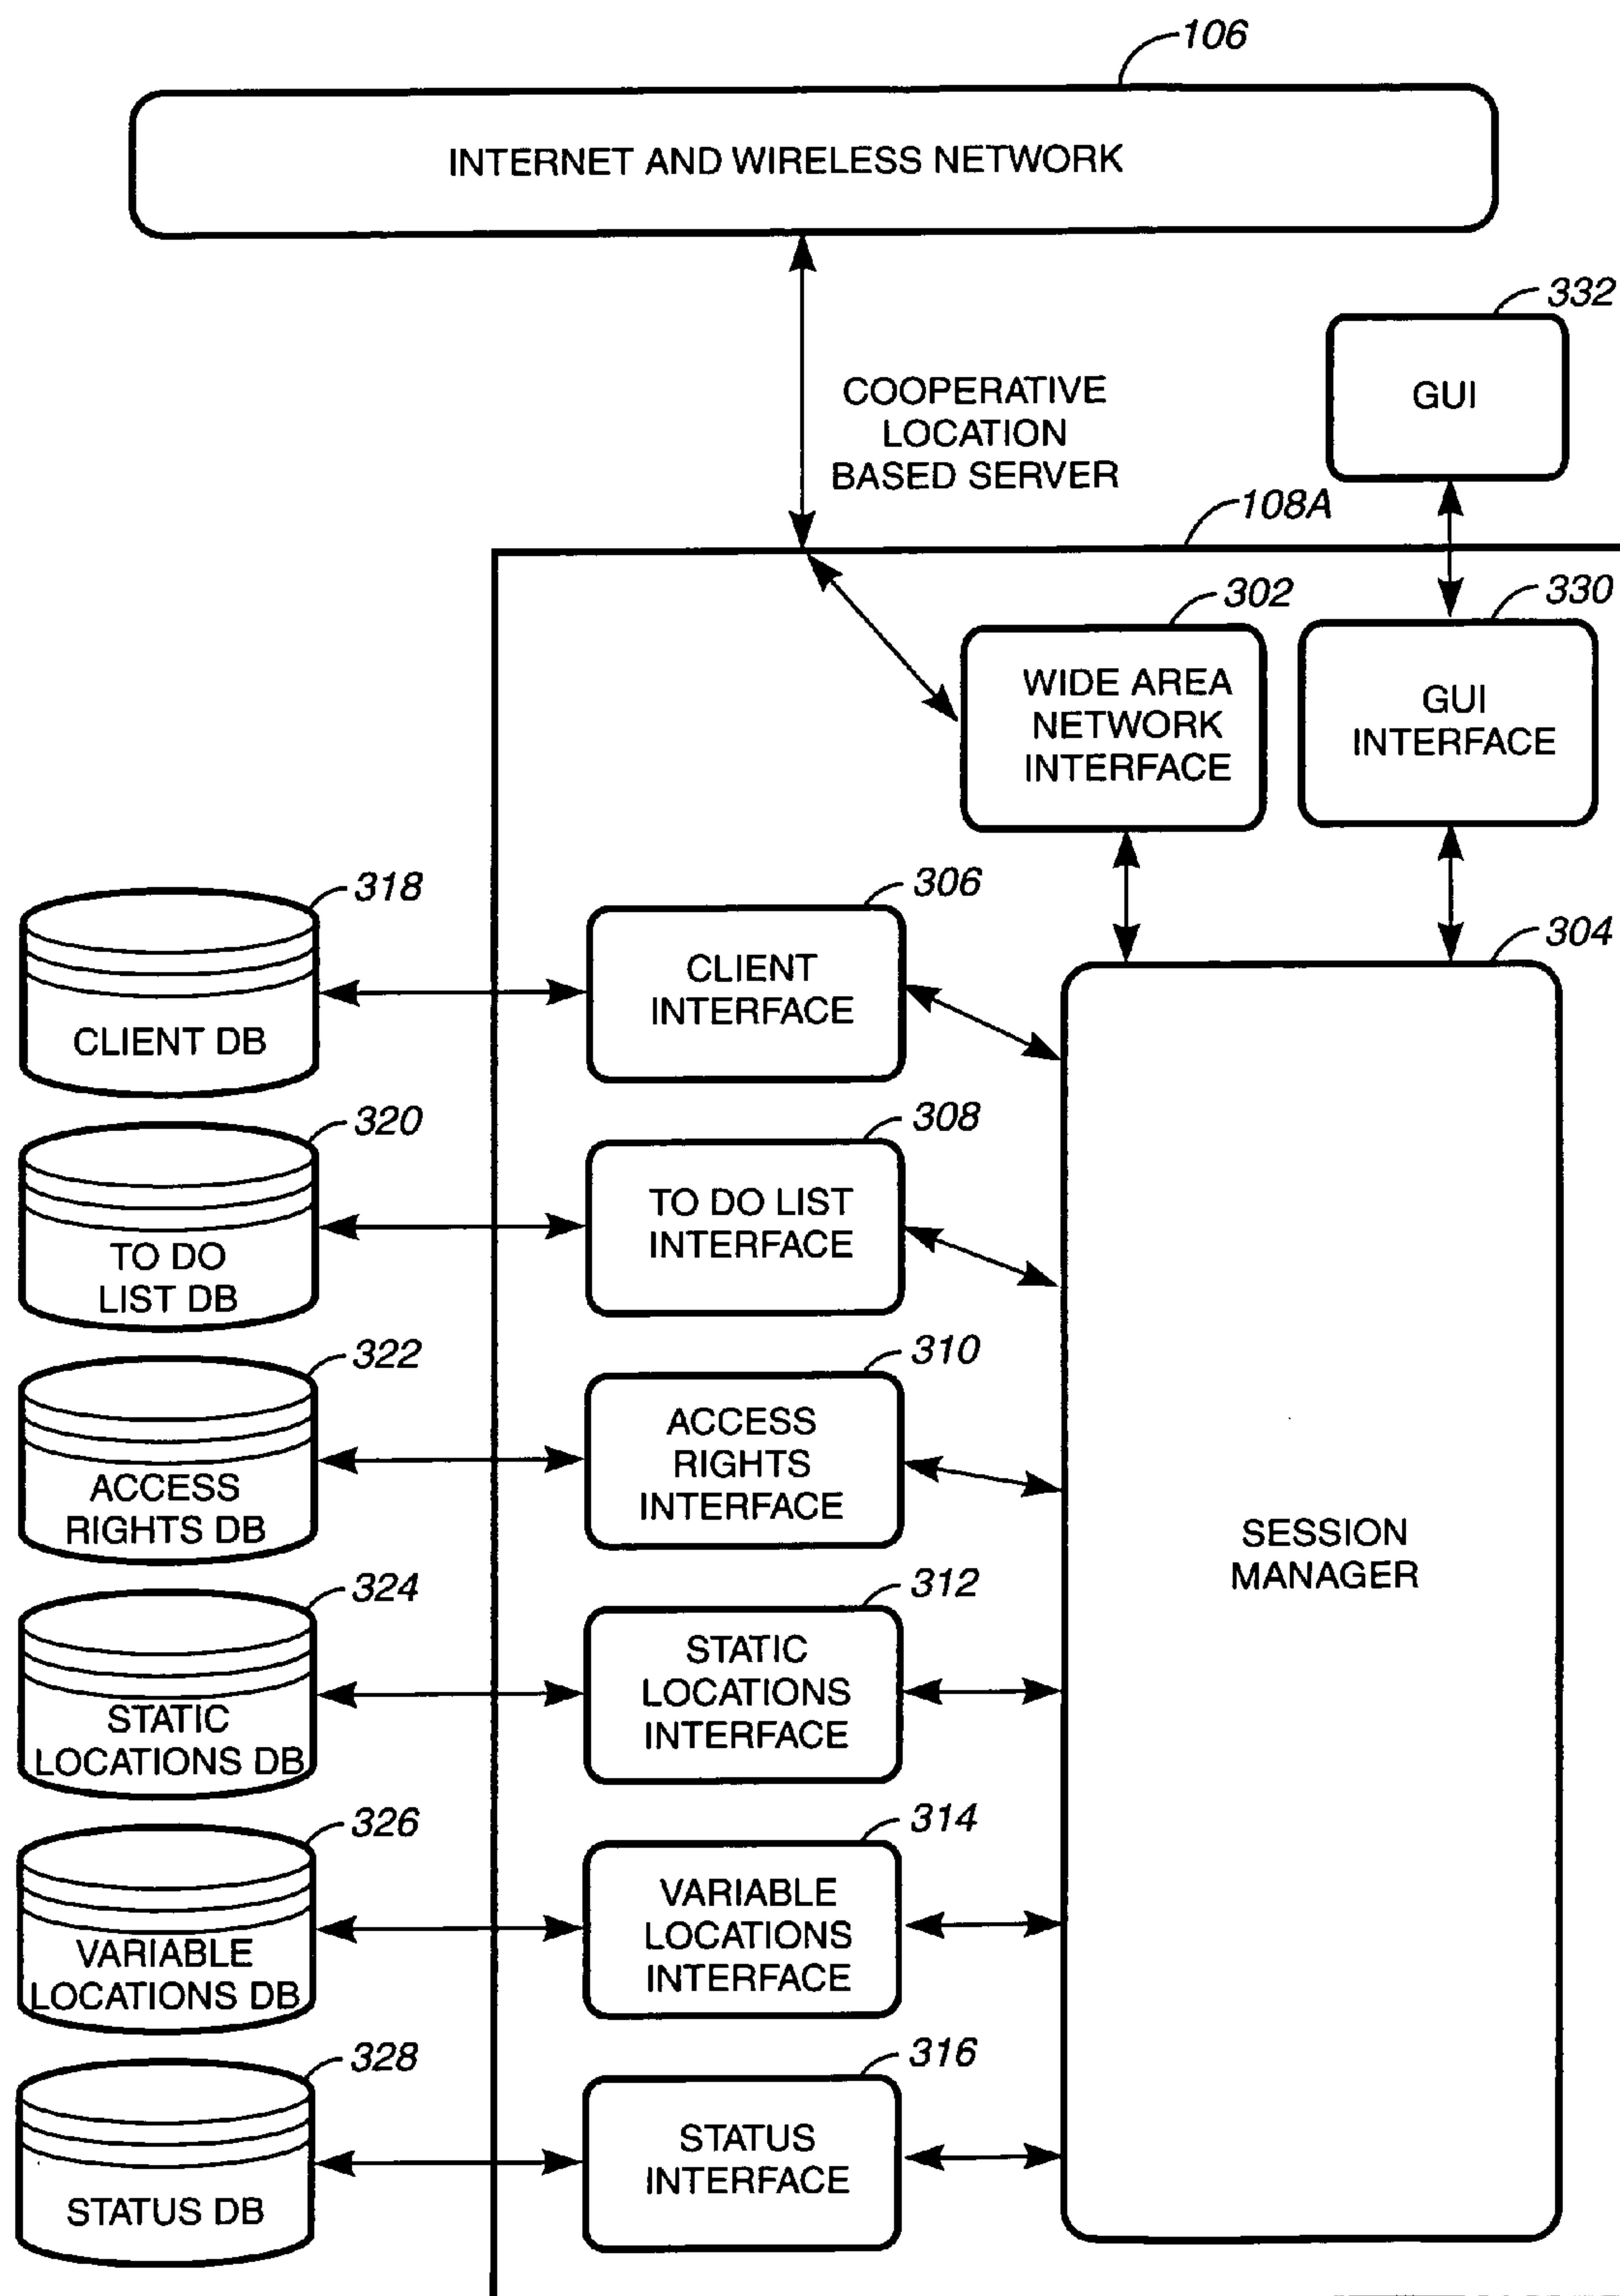 106
INTERNET AND WIRELESS NETWORK
332
GUI
COOPERATIVE
LOCATION
BASED SERVER
108A
302
330
WIDE AREA
NETWORK
INTERFACE
GUI
INTERFACE
318
306
304
CLIENT DB
CLIENT
INTERFACE
320
308
TO DO
LIST DB
TO DO LIST
INTERFACE
322
310
ACCESS
RIGHTS DB
ACCESS
RIGHTS
INTERFACE
SESSION
MANAGER
324
312
STATIC
LOCATIONS DB
STATIC
LOCATIONS
INTERFACE
326
314
VARIABLE
LOCATIONS DB
VARIABLE
LOCATIONS
INTERFACE
328
316
STATUS DB
STATUS
INTERFACE